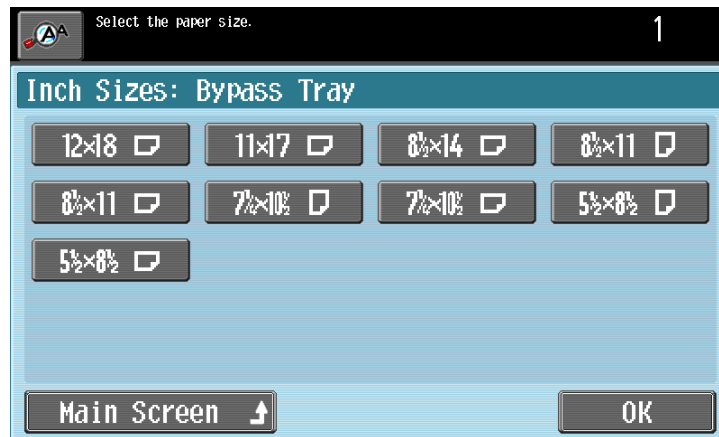 AA Select the paper size. 1
Inch Sizes: Bypass Tray
12×18 11×17 8½×14 8½×11
8½×11 7¼×10½ 7¼×10½ 5½×8½
5½×8½
Main Screen OK